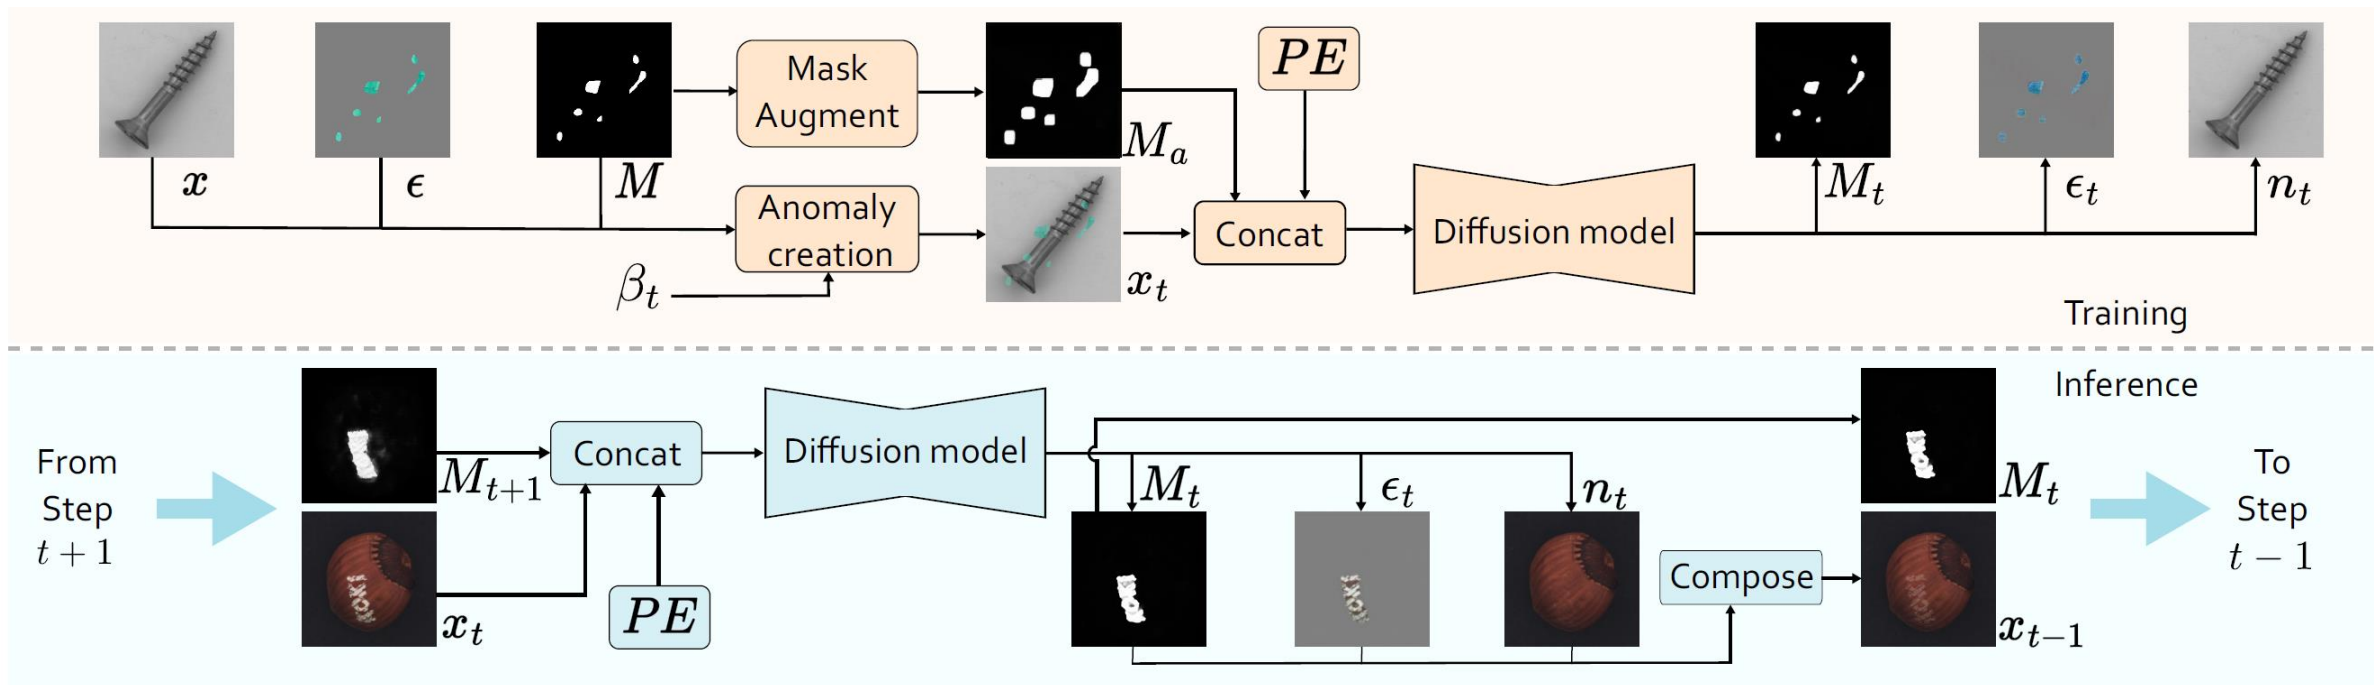 x
ϵ
M
Mask
Augment
Anomaly
creation
β_t
M_a
x_t
PE
Concat
Diffusion model
M_t
ϵ_t
n_t
Training
Inference
From
Step
t + 1
M_{t+1}
x_t
Concat
PE
Diffusion model
M_t
ϵ_t
n_t
Compose
M_t
x_{t−1}
To
Step
t − 1